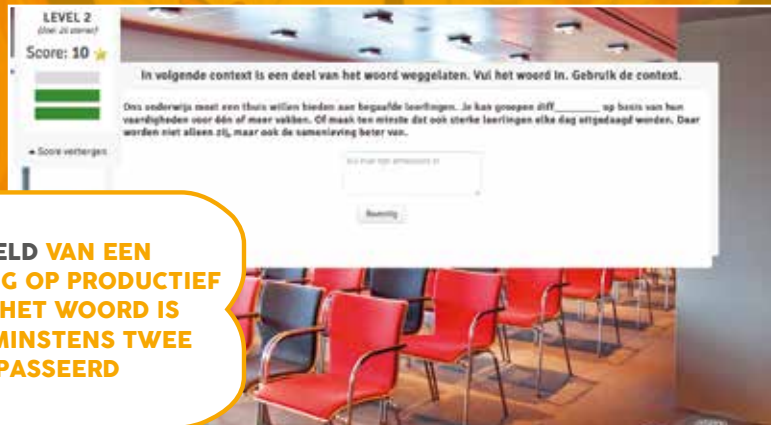 LEVEL 2
(doel: 25 sterren)
Score: 10
Score verbergen
In volgende context is een deel van het woord weggelaten. Vul het woord in. Gebruik de context.
Ons onderwijs moet een thuis willen bieden aan begaafde leerlingen. Je kan groepen diff________ op basis van hun
vaardigheden voor één of meer vakken. Of maak ten minste dat ook sterke leerlingen elke dag uitgedaagd worden. Daar
worden niet alleen zij, maar ook de samenleving beter van.
Bevestig
ELD VAN EEN
G OP PRODUCTIEF
HET WOORD IS
MINSTENS TWEE
PASSEERD